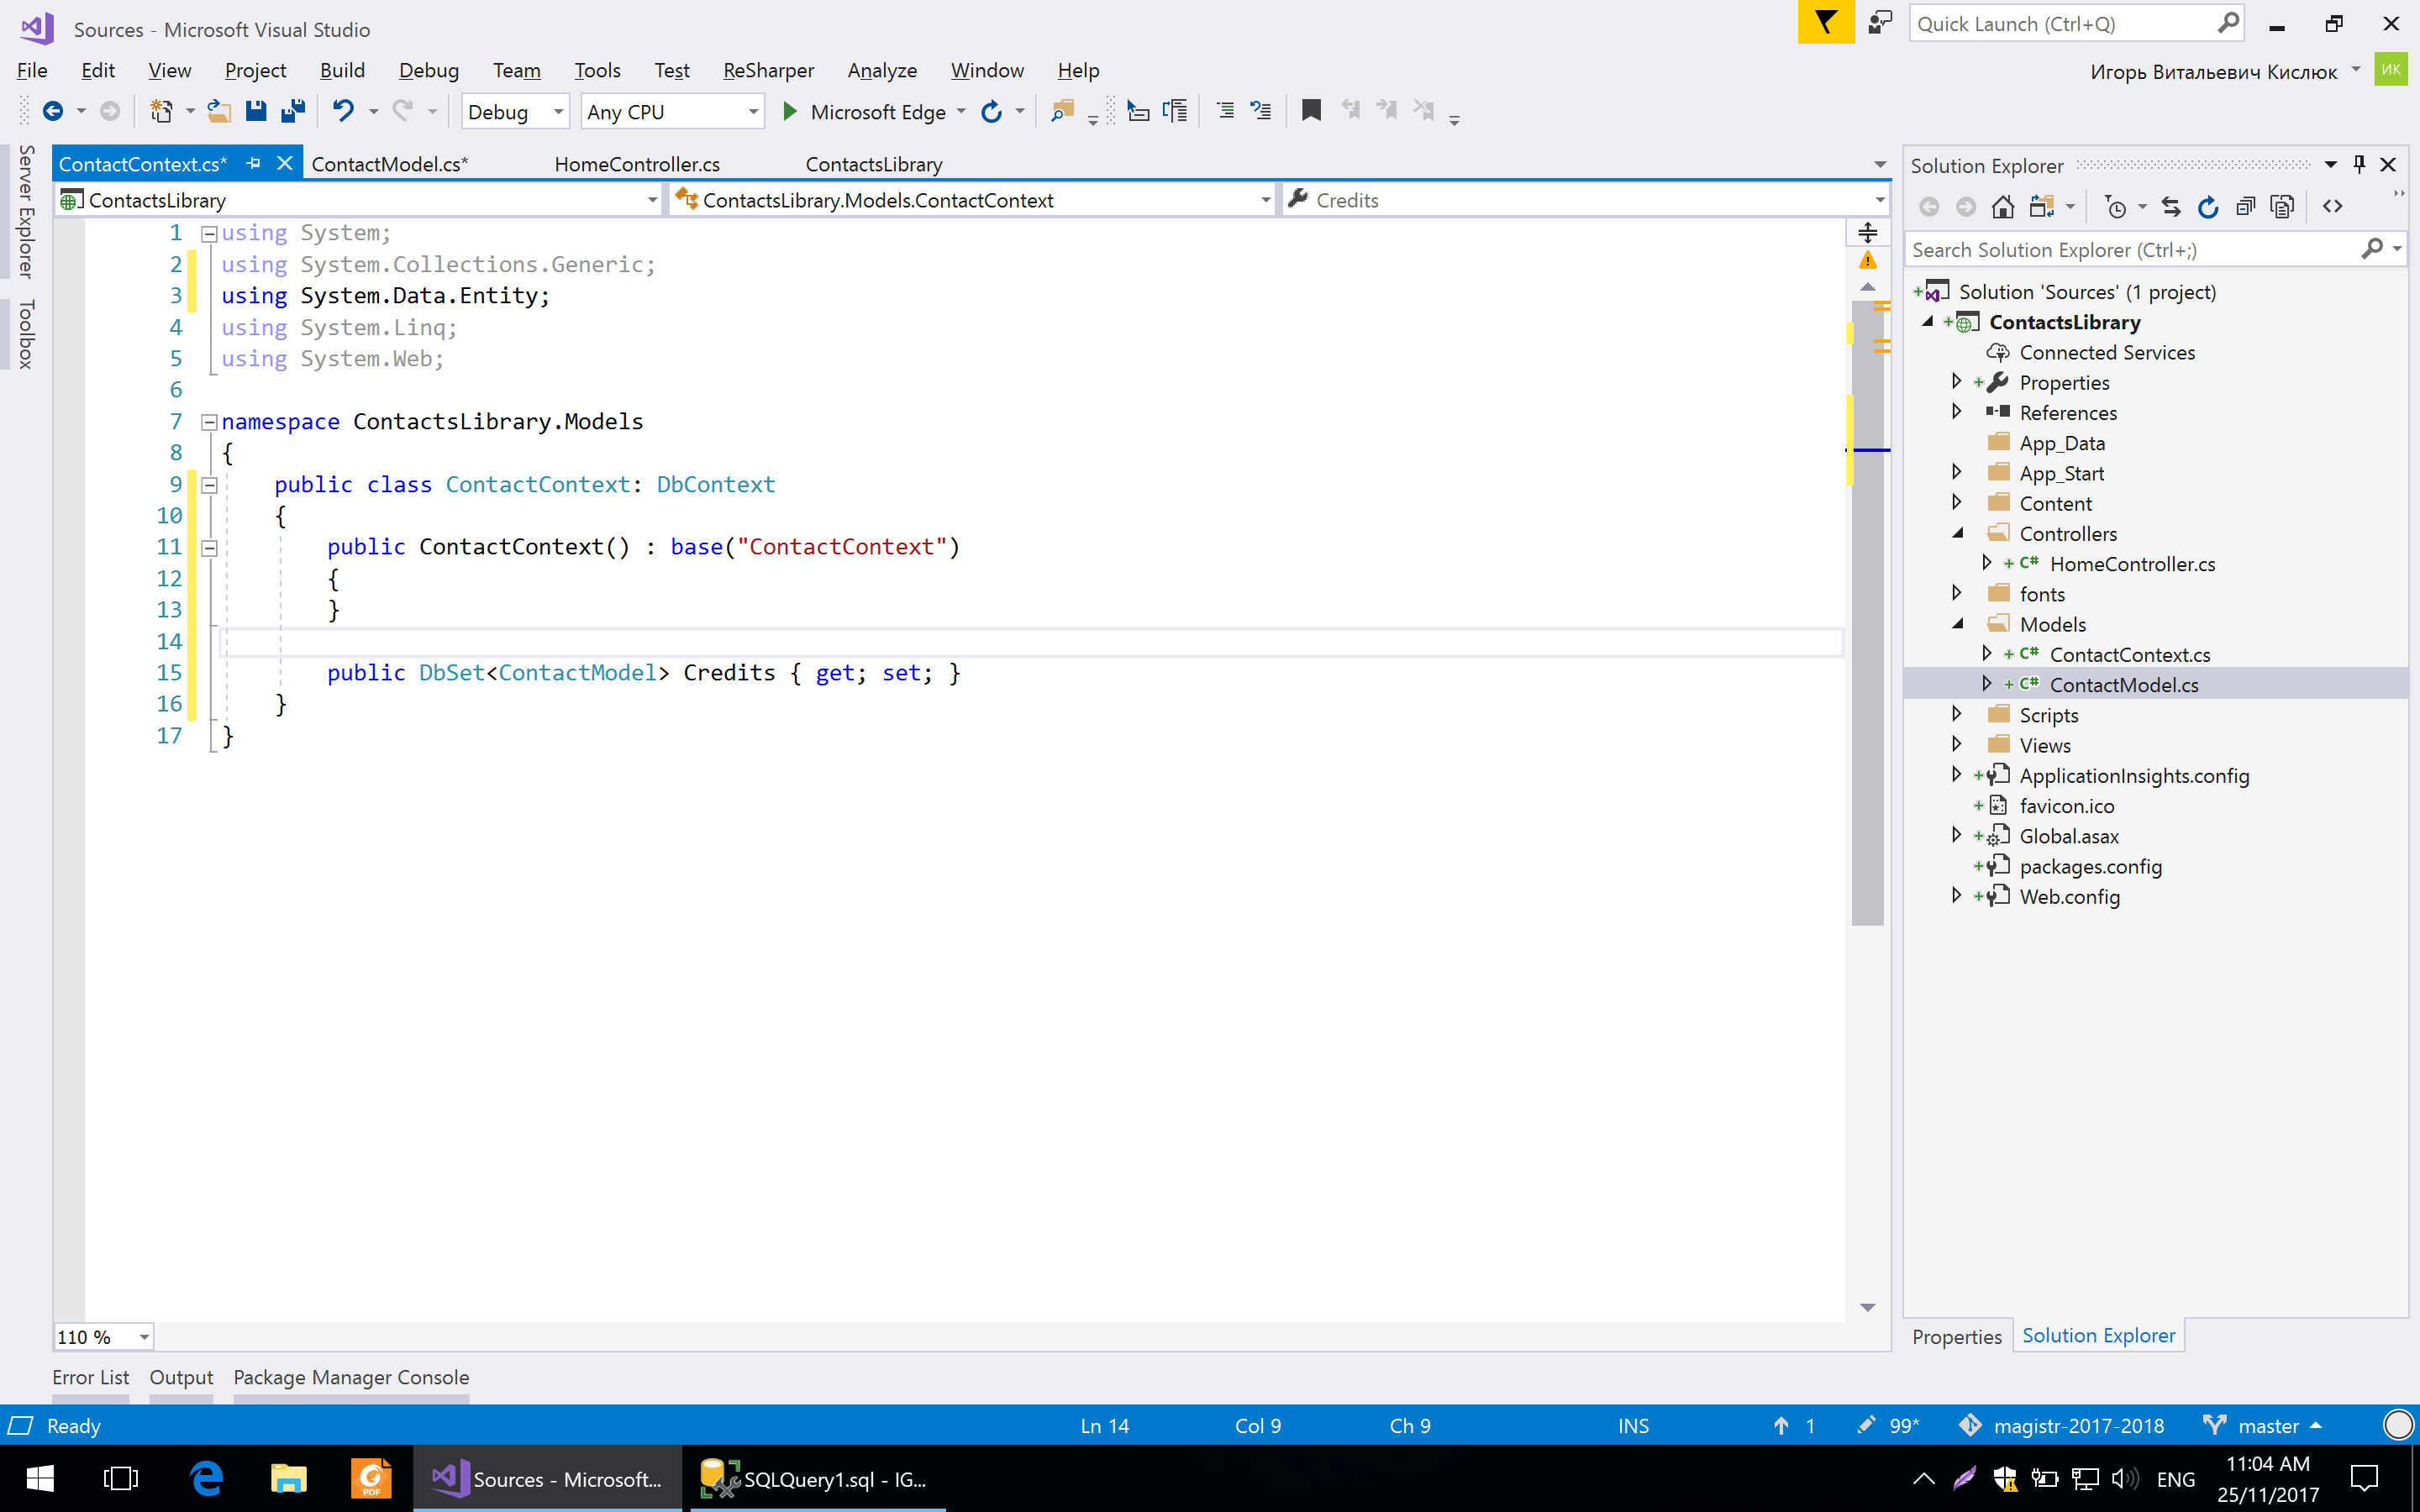 Sources - Microsoft Visual Studio
Quick Launch (Ctrl+Q)
File Edit View Project Build Debug Team Tools Test ReSharper Analyze Window Help
Игорь Витальевич Кислюк
ИК
Debug Any CPU Microsoft Edge
Server Explorer
Toolbox
ContactContext.cs* ContactModel.cs* HomeController.cs ContactsLibrary
ContactsLibrary ContactsLibrary.Models.ContactContext Credits
1 using System;
2 using System.Collections.Generic;
3 using System.Data.Entity;
4 using System.Linq;
5 using System.Web;
6
7 namespace ContactsLibrary.Models
8 {
9 public class ContactContext: DbContext
10 {
11 public ContactContext() : base("ContactContext")
12 {
13 }
14
15 public DbSet<ContactModel> Credits { get; set; }
16 }
17 }
110 %
Solution Explorer
Search Solution Explorer (Ctrl+;)
Solution 'Sources' (1 project)
ContactsLibrary
Connected Services
Properties
References
App_Data
App_Start
Content
Controllers
C# HomeController.cs
fonts
Models
C# ContactContext.cs
C# ContactModel.cs
Scripts
Views
ApplicationInsights.config
favicon.ico
Global.asax
packages.config
Web.config
Properties Solution Explorer
Error List Output Package Manager Console
Ready Ln 14 Col 9 Ch 9 INS 1 99* magistr-2017-2018 master
PDF
Sources - Microsoft...
SQLQuery1.sql - IG...
ENG
11:04 AM
25/11/2017